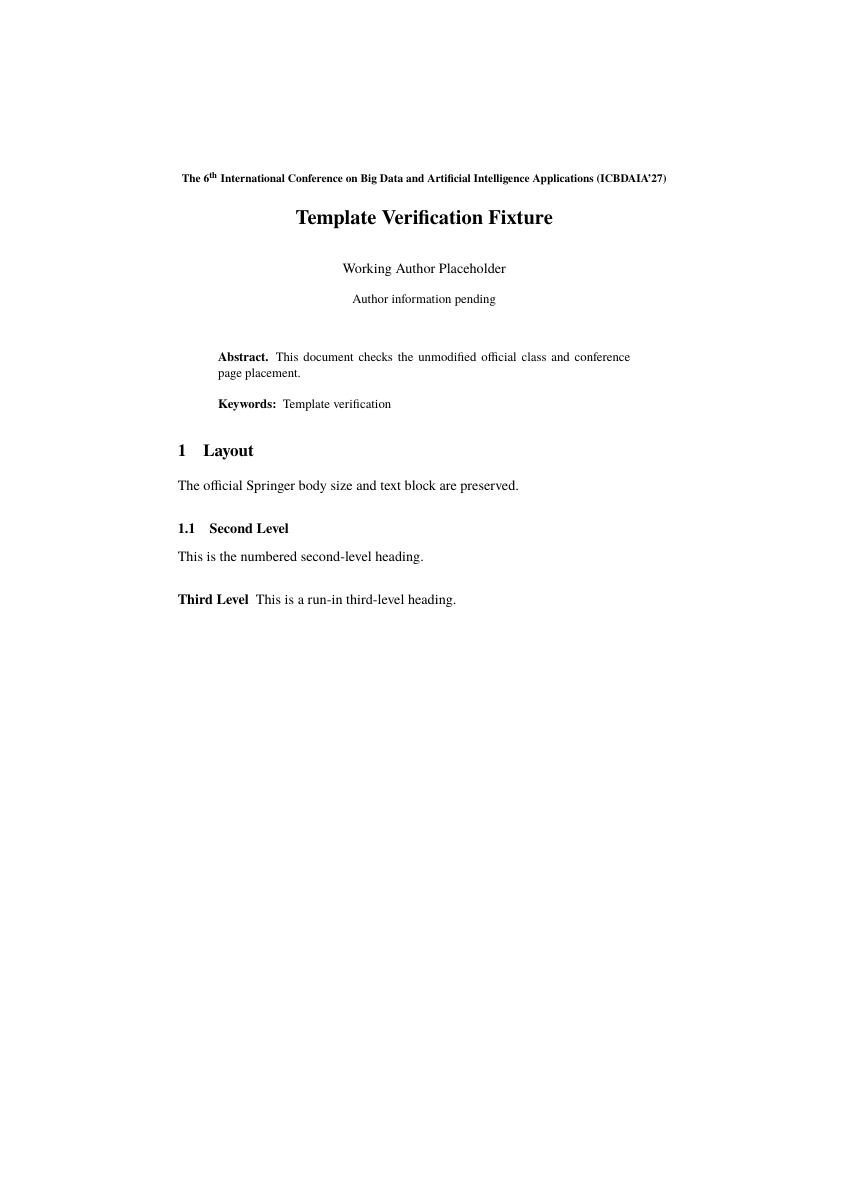 The 6th International Conference on Big Data and Artificial Intelligence Applications (ICBDAIA’27)
Template Verification Fixture
Working Author Placeholder
Author information pending
Abstract. This document checks the unmodified official class and conference
page placement.
Keywords: Template verification
1 Layout
The official Springer body size and text block are preserved.
1.1 Second Level
This is the numbered second-level heading.
Third Level This is a run-in third-level heading.